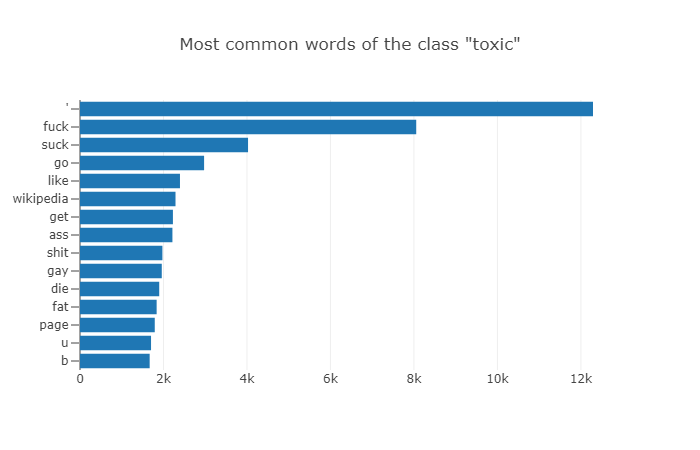 Most common words of the class "toxic"
'
fuck
suck
go
like
wikipedia
get
ass
shit
gay
die
fat
page
u
b
0 2k 4k 6k 8k 10k 12k